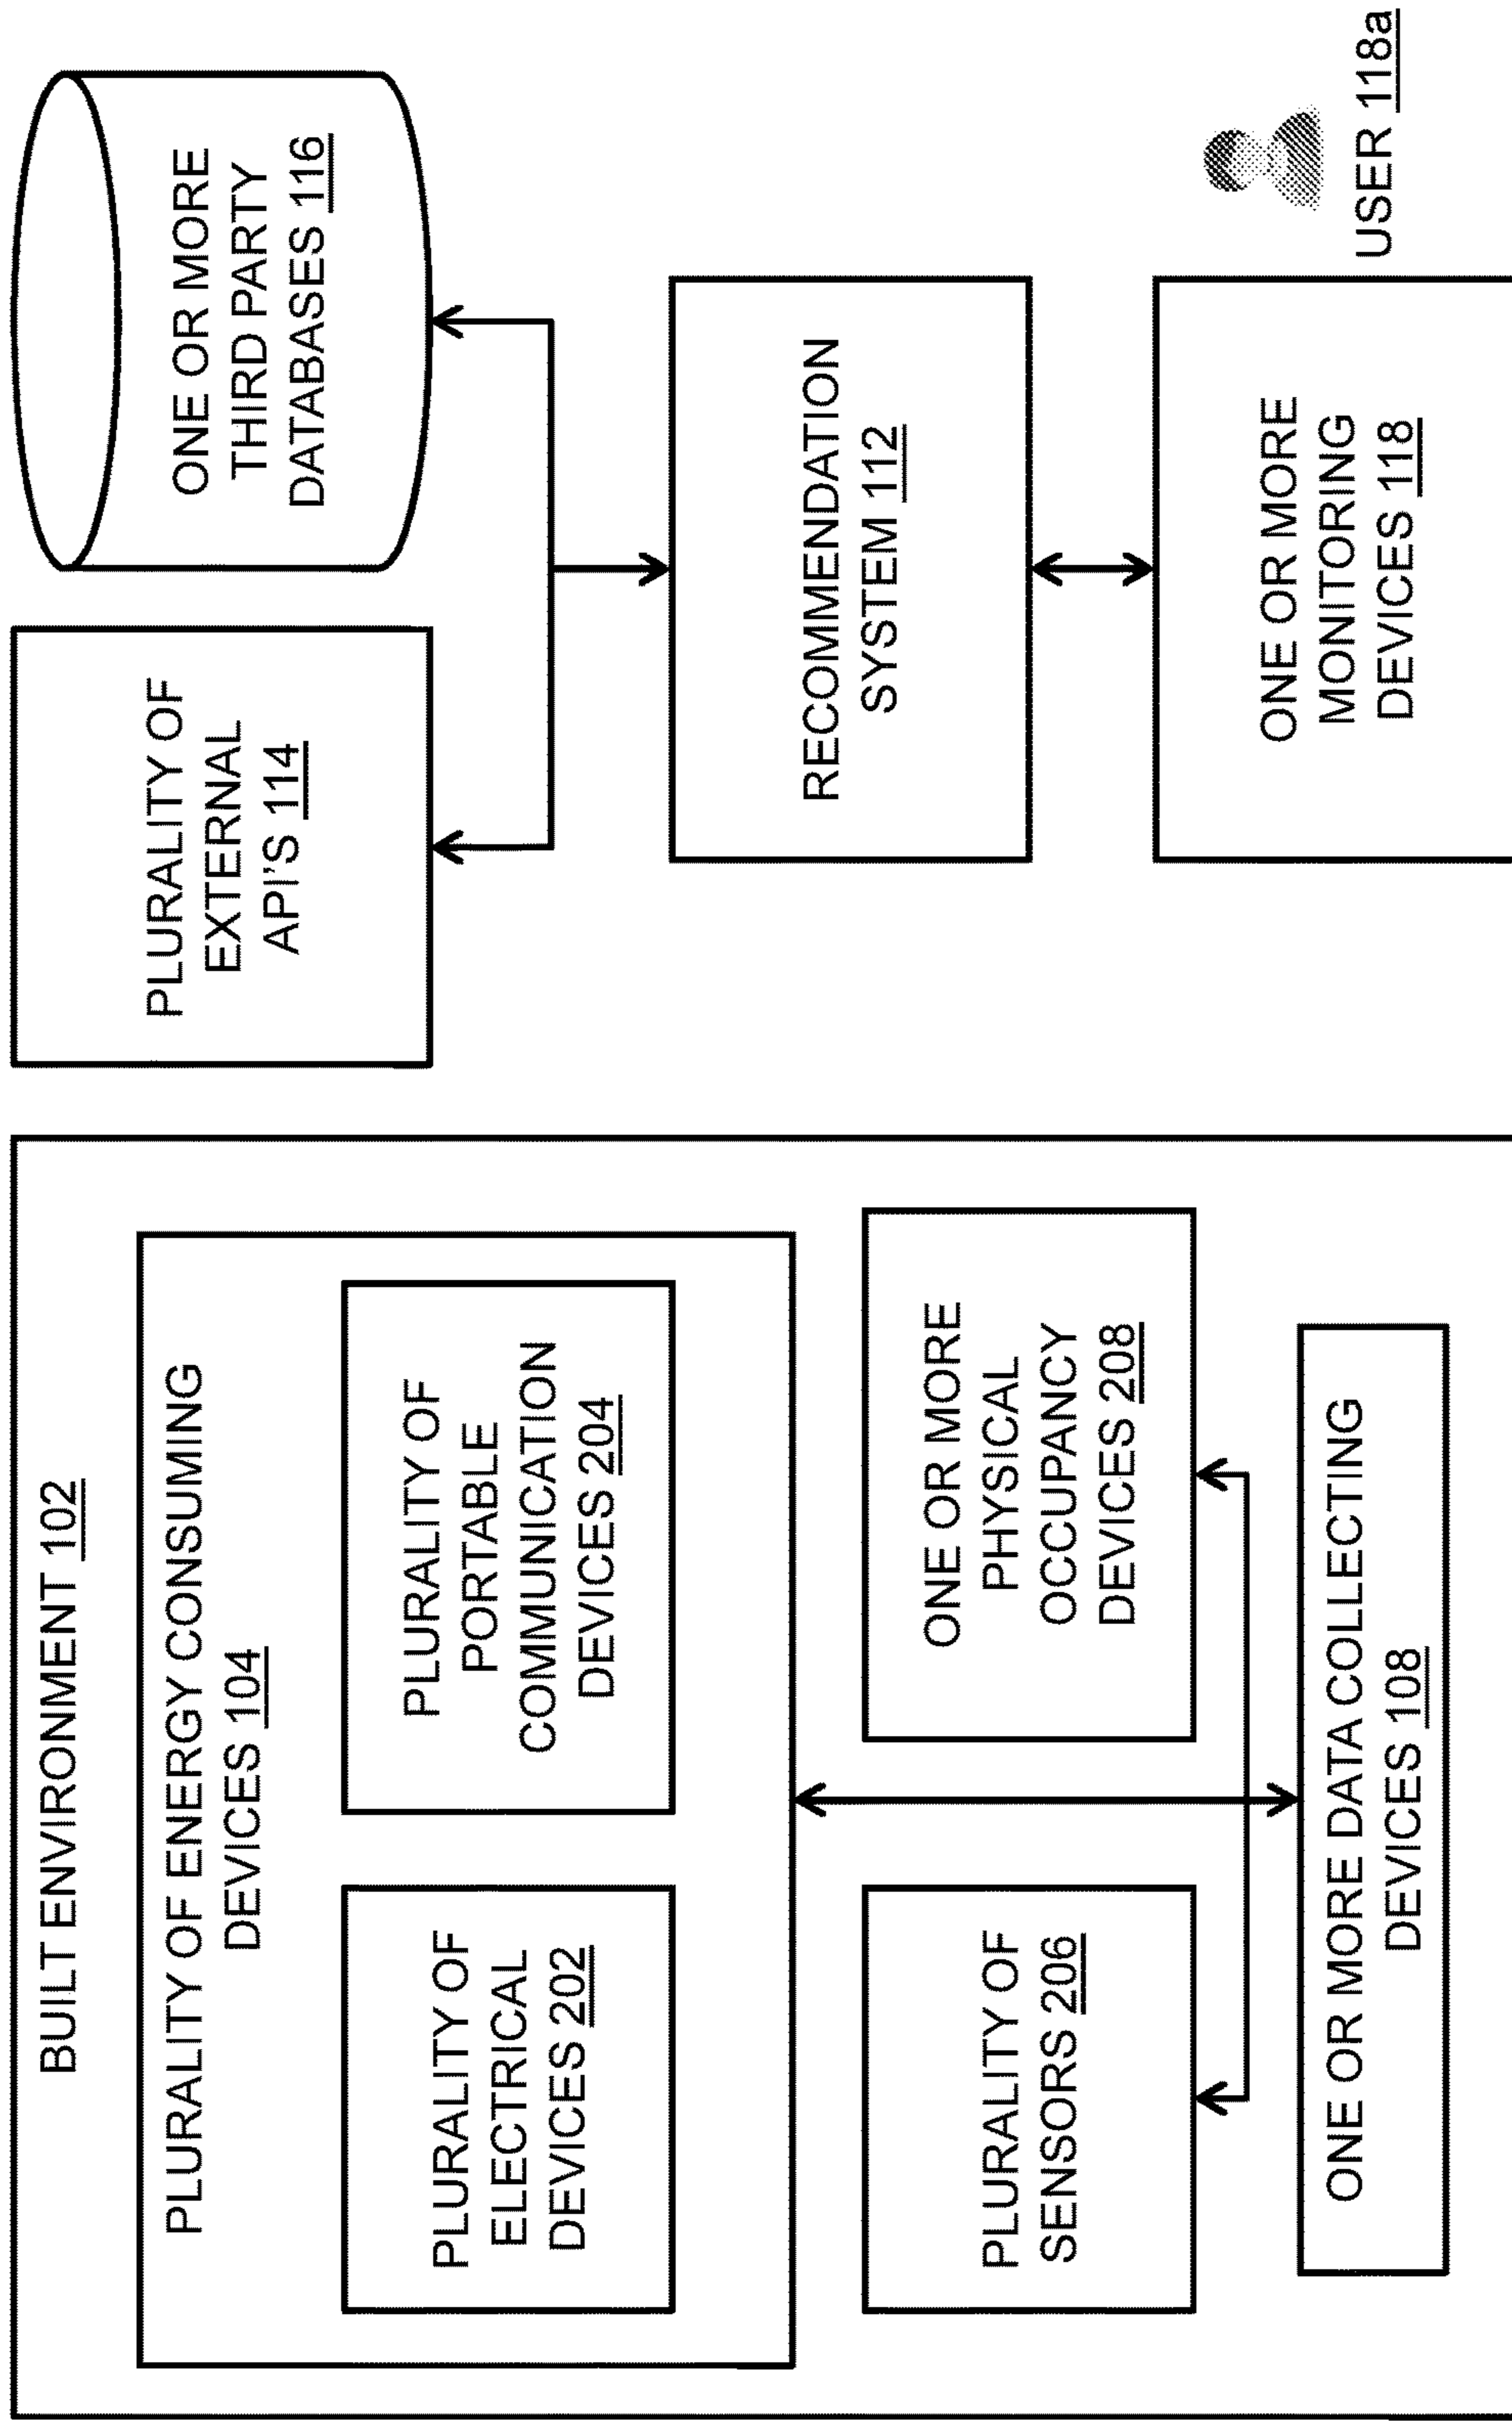 BUILT ENVIRONMENT 102
PLURALITY OF ENERGY CONSUMING
DEVICES 104
PLURALITY OF
ELECTRICAL
DEVICES 202
PLURALITY OF
PORTABLE
COMMUNICATION
DEVICES 204
PLURALITY OF
SENSORS 206
ONE OR MORE
PHYSICAL
OCCUPANCY
DEVICES 208
ONE OR MORE DATA COLLECTING
DEVICES 108
PLURALITY OF
EXTERNAL
API'S 114
ONE OR MORE
THIRD PARTY
DATABASES 116
RECOMMENDATION
SYSTEM 112
ONE OR MORE
MONITORING
DEVICES 118
USER 118a